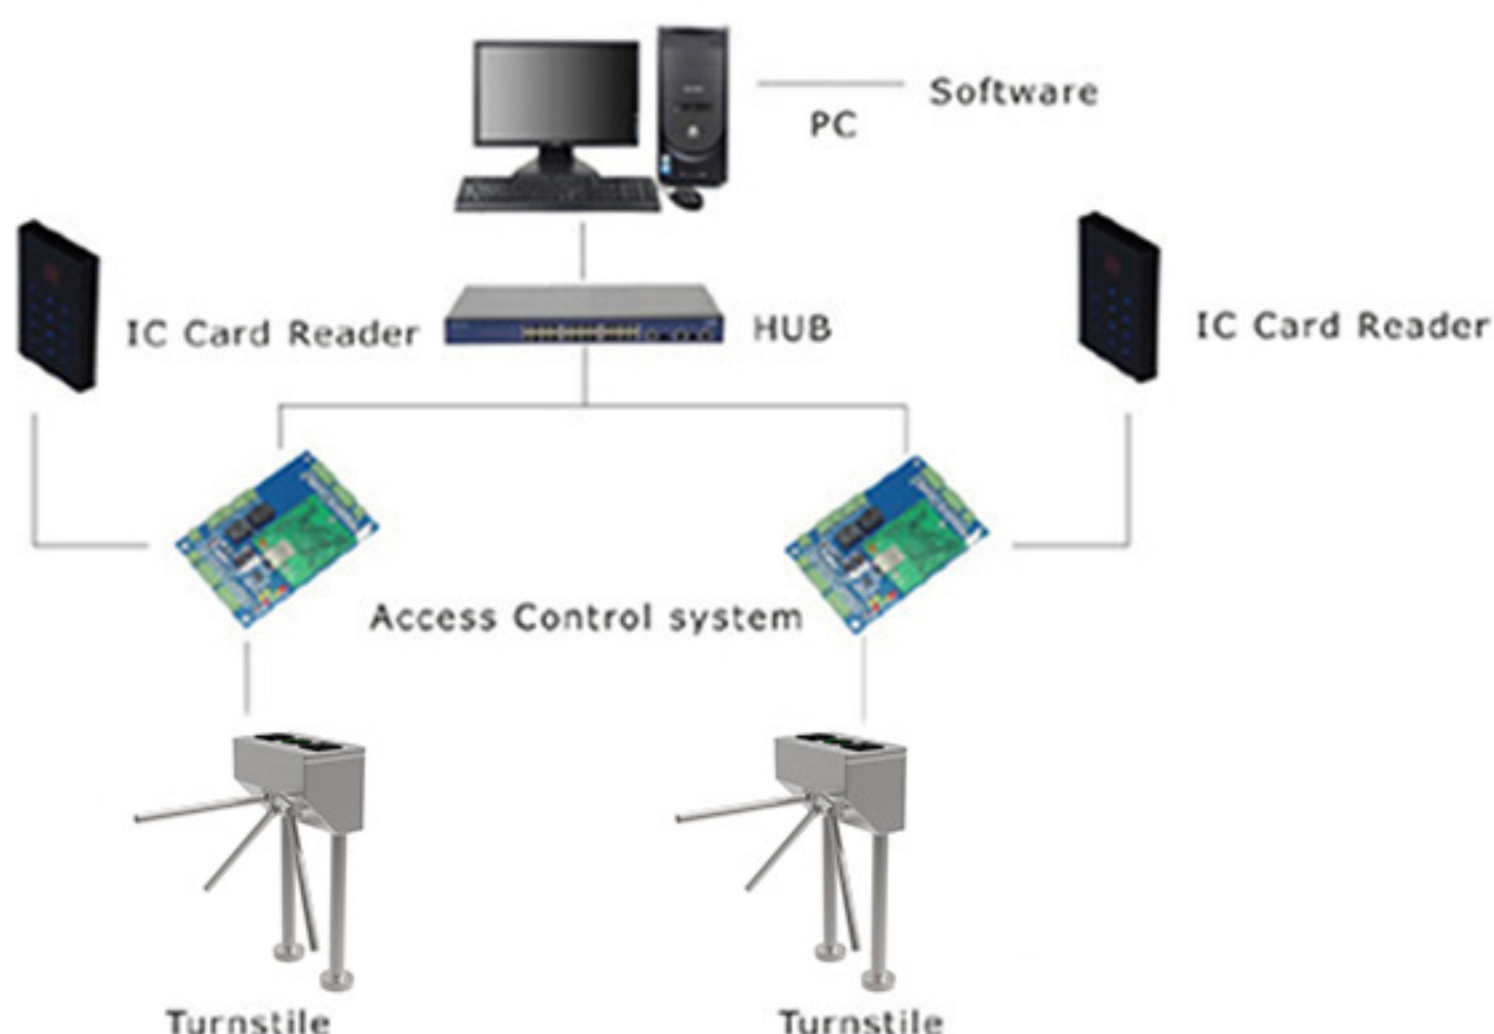 Software
PC
IC Card Reader
HUB
IC Card Reader
Access Control system
Turnstile
Turnstile